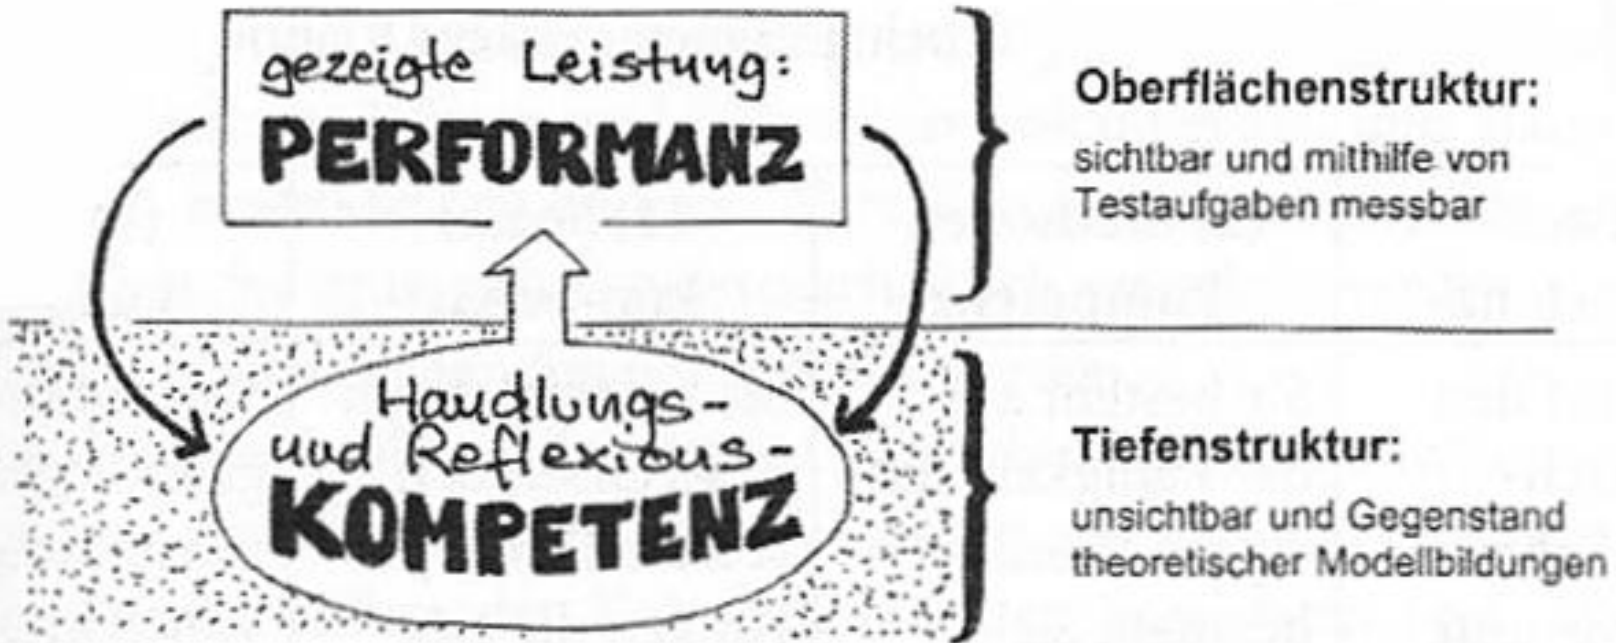 gezeigte Leistung:
PERFORMANZ
Oberflächenstruktur:
sichtbar und mithilfe von
Testaufgaben messbar
Handlungs-
und Reflexions-
KOMPETENZ
Tiefenstruktur:
unsichtbar und Gegenstand
theoretischer Modellbildungen